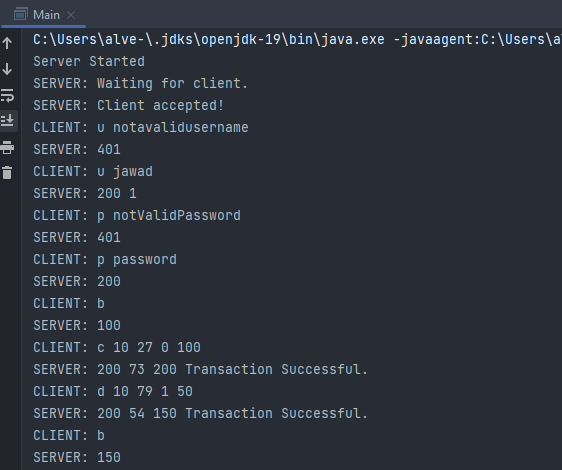 Main
C:\Users\alve-\.jdks\openjdk-19\bin\java.exe -javaagent:C:\Users\al
Server Started
SERVER: Waiting for client.
SERVER: Client accepted!
CLIENT: u notavalidusername
SERVER: 401
CLIENT: u jawad
SERVER: 200 1
CLIENT: p notValidPassword
SERVER: 401
CLIENT: p password
SERVER: 200
CLIENT: b
SERVER: 100
CLIENT: c 10 27 0 100
SERVER: 200 73 200 Transaction Successful.
CLIENT: d 10 79 1 50
SERVER: 200 54 150 Transaction Successful.
CLIENT: b
SERVER: 150